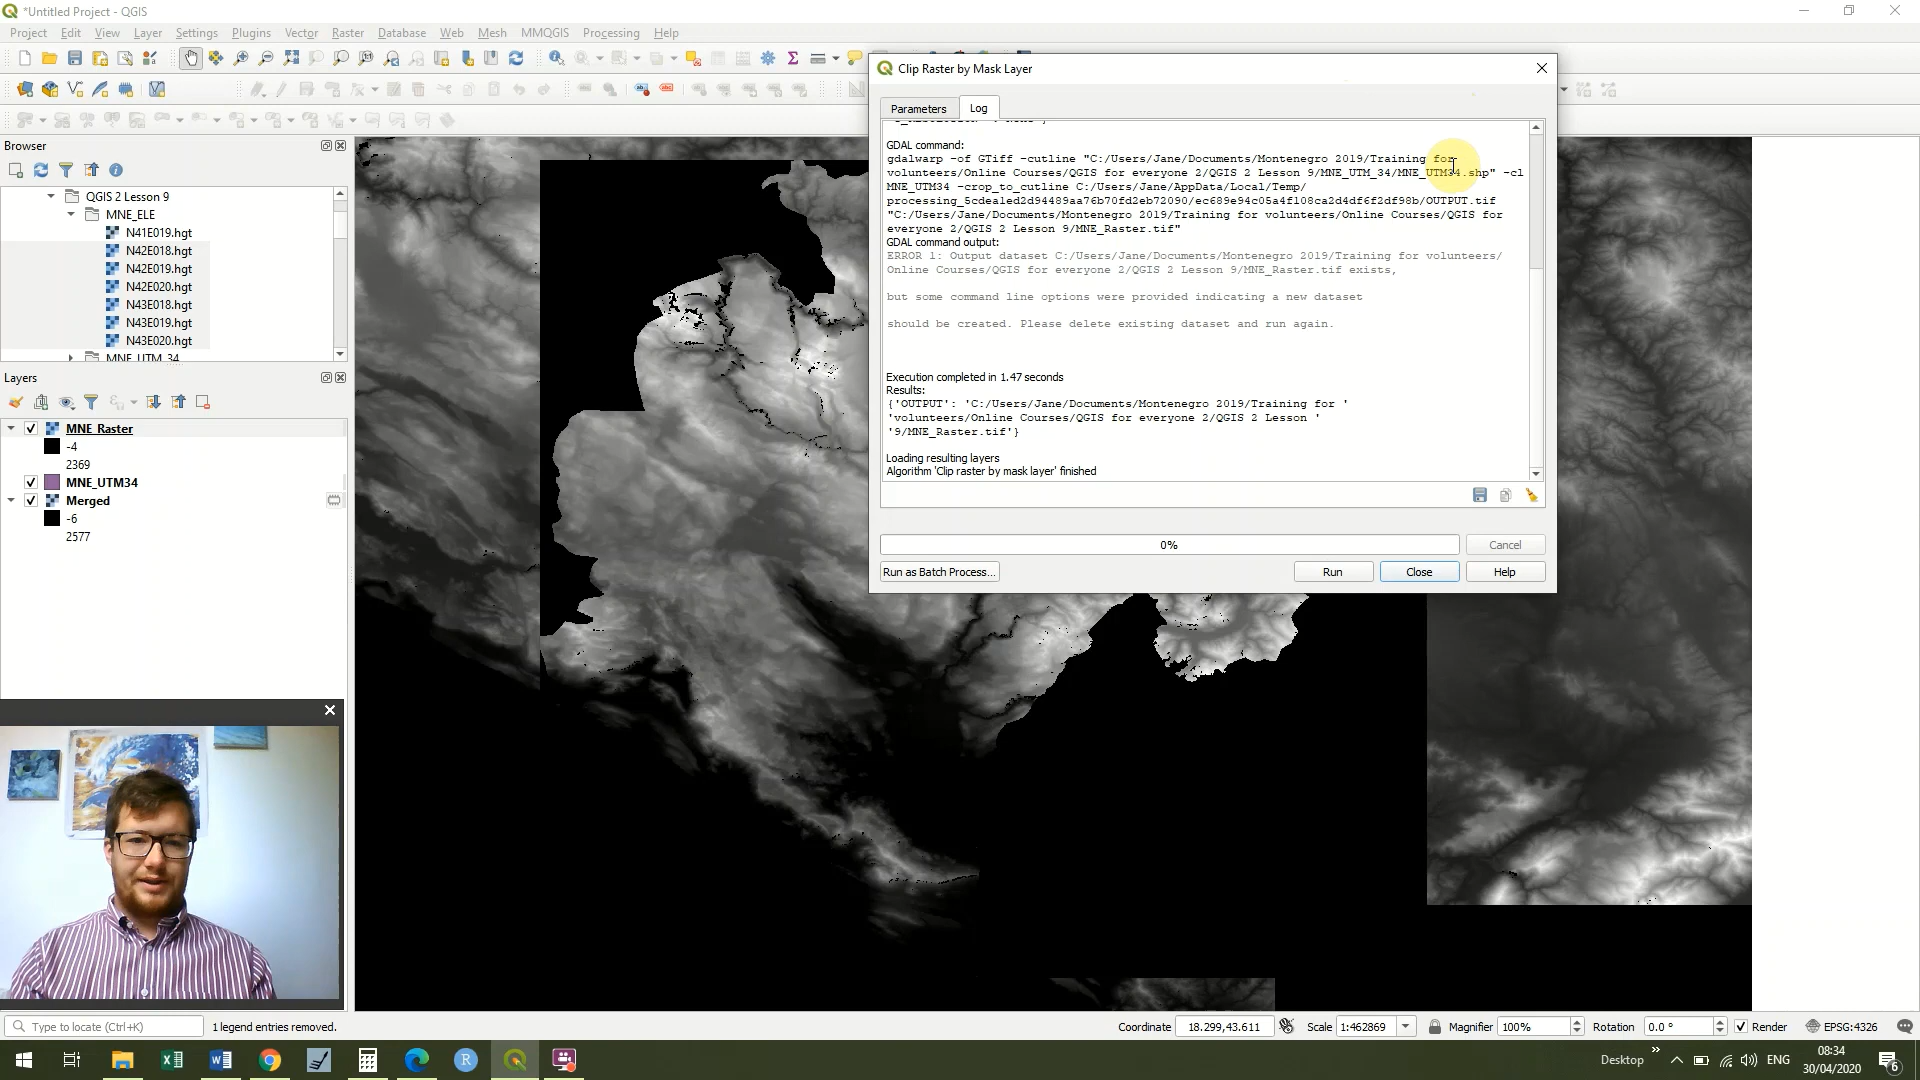 *Untitled Project - QGIS
Project Edit View Layer Settings Plugins Vector Raster Database Web Mesh MMQGIS Processing Help
Clip Raster by Mask Layer
Parameters Log
GDAL command:
gdalwarp -of GTiff -cutline "C:/Users/Jane/Documents/Montenegro 2019/Training for
volunteers/Online Courses/QGIS for everyone 2/QGIS 2 Lesson 9/MNE_UTM_34/MNE_UTM34.shp" -cl
MNE_UTM34 -crop_to_cutline C:/Users/Jane/AppData/Local/Temp/
processing_5cdealed2d94489aa76b70fd2eb72090/ec689e94c05a4f108ca2d4df6f2df98b/OUTPUT.tif
"C:/Users/Jane/Documents/Montenegro 2019/Training for volunteers/Online Courses/QGIS for
everyone 2/QGIS 2 Lesson 9/MNE_Raster.tif"
GDAL command output:
ERROR 1: Output dataset C:/Users/Jane/Documents/Montenegro 2019/Training for volunteers/
Online Courses/QGIS for everyone 2/QGIS 2 Lesson 9/MNE_Raster.tif exists,
but some command line options were provided indicating a new dataset
should be created. Please delete existing dataset and run again.
Execution completed in 1.47 seconds
Results:
{'OUTPUT': 'C:/Users/Jane/Documents/Montenegro 2019/Training for '
'volunteers/Online Courses/QGIS for everyone 2/QGIS 2 Lesson '
'9/MNE_Raster.tif'}
Loading resulting layers
Algorithm 'Clip raster by mask layer' finished
0%
Cancel
Run as Batch Process...
Run
Close
Help
Browser
QGIS 2 Lesson 9
MNE_ELE
N41E019.hgt
N42E018.hgt
N42E019.hgt
N42E020.hgt
N43E018.hgt
N43E019.hgt
N43E020.hgt
MNE_UTM_34
Layers
MNE_Raster
-4
2369
MNE_UTM34
Merged
-6
2577
Type to locate (Ctrl+K)
1 legend entries removed.
Coordinate 18.299,43.611 Scale 1:462869 Magnifier 100% Rotation 0.0 ° Render EPSG:4326
Desktop ENG 08:34
30/04/2020
6